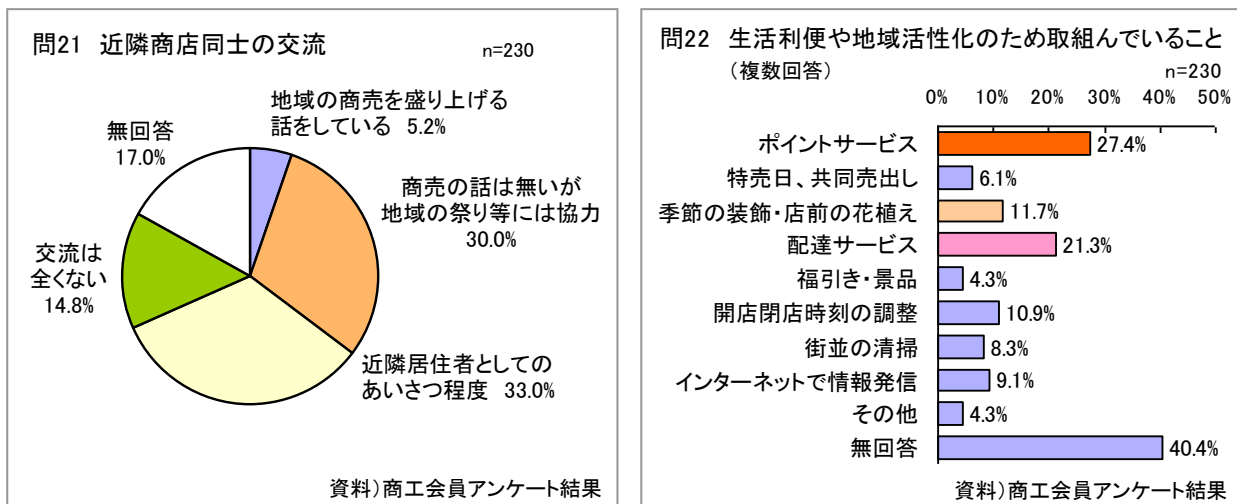 問21 近隣商店同士の交流
n=230
地域の商売を盛り上げる
話をしている 5.2%
無回答
17.0%
商売の話は無いが
地域の祭り等には協力
30.0%
交流は
全くない
14.8%
近隣居住者としての
あいさつ程度 33.0%
資料)商工会員アンケート結果
問22 生活利便や地域活性化のため取組んでいること
(複数回答)
n=230
0% 10% 20% 30% 40% 50%
ポイントサービス 27.4%
特売日、共同売出し 6.1%
季節の装飾・店前の花植え 11.7%
配達サービス 21.3%
福引き・景品 4.3%
開店閉店時刻の調整 10.9%
街並の清掃 8.3%
インターネットで情報発信 9.1%
その他 4.3%
無回答 40.4%
資料)商工会員アンケート結果